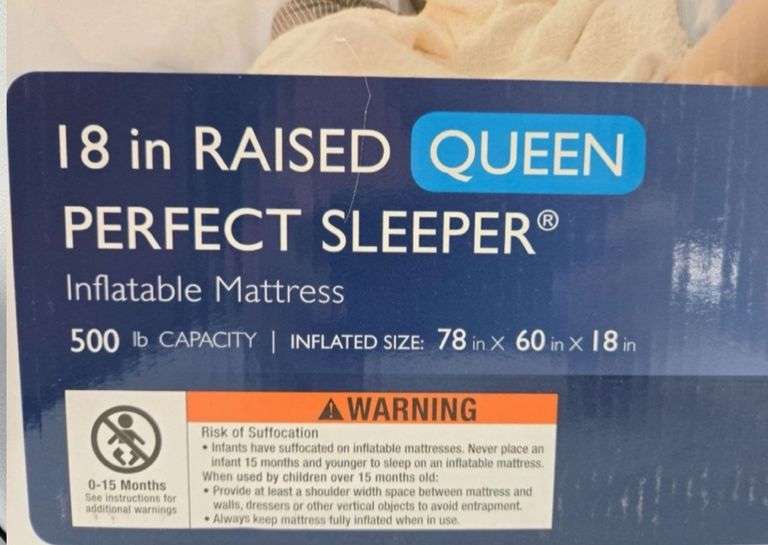 18 in RAISED QUEEN
PERFECT SLEEPER®
Inflatable Mattress
500 lb CAPACITY | INFLATED SIZE: 78 in X 60 in X 18 in
⚠WARNING
Risk of Suffocation
• Infants have suffocated on inflatable mattresses. Never place an
infant 15 months and younger to sleep on an inflatable mattress.
When used by children over 15 months old:
• Provide at least a shoulder width space between mattress and
walls, dressers or other vertical objects to avoid entrapment.
• Always keep mattress fully inflated when in use.
0-15 Months
See instructions for
additional warnings